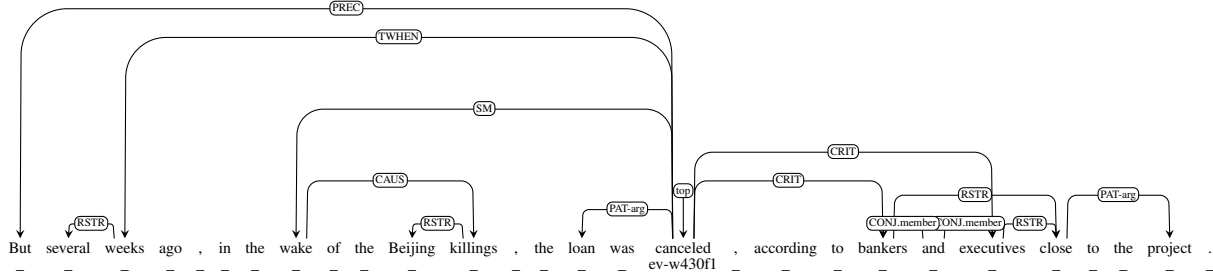 PREC
TWHEN
SM
CRIT
CAUS CRIT
top RSTR
RSTR RSTR PAT-arg CONJ.member CONJ.member RSTR PAT-arg
But several weeks ago , in the wake of the Beijing killings , the loan was canceled , according to bankers and executives close to the project .
_ _ _ _ _ _ _ _ _ _ _ _ _ _ _ _ ev-w430f1 _ _ _ _ _ _ _ _ _ _ _